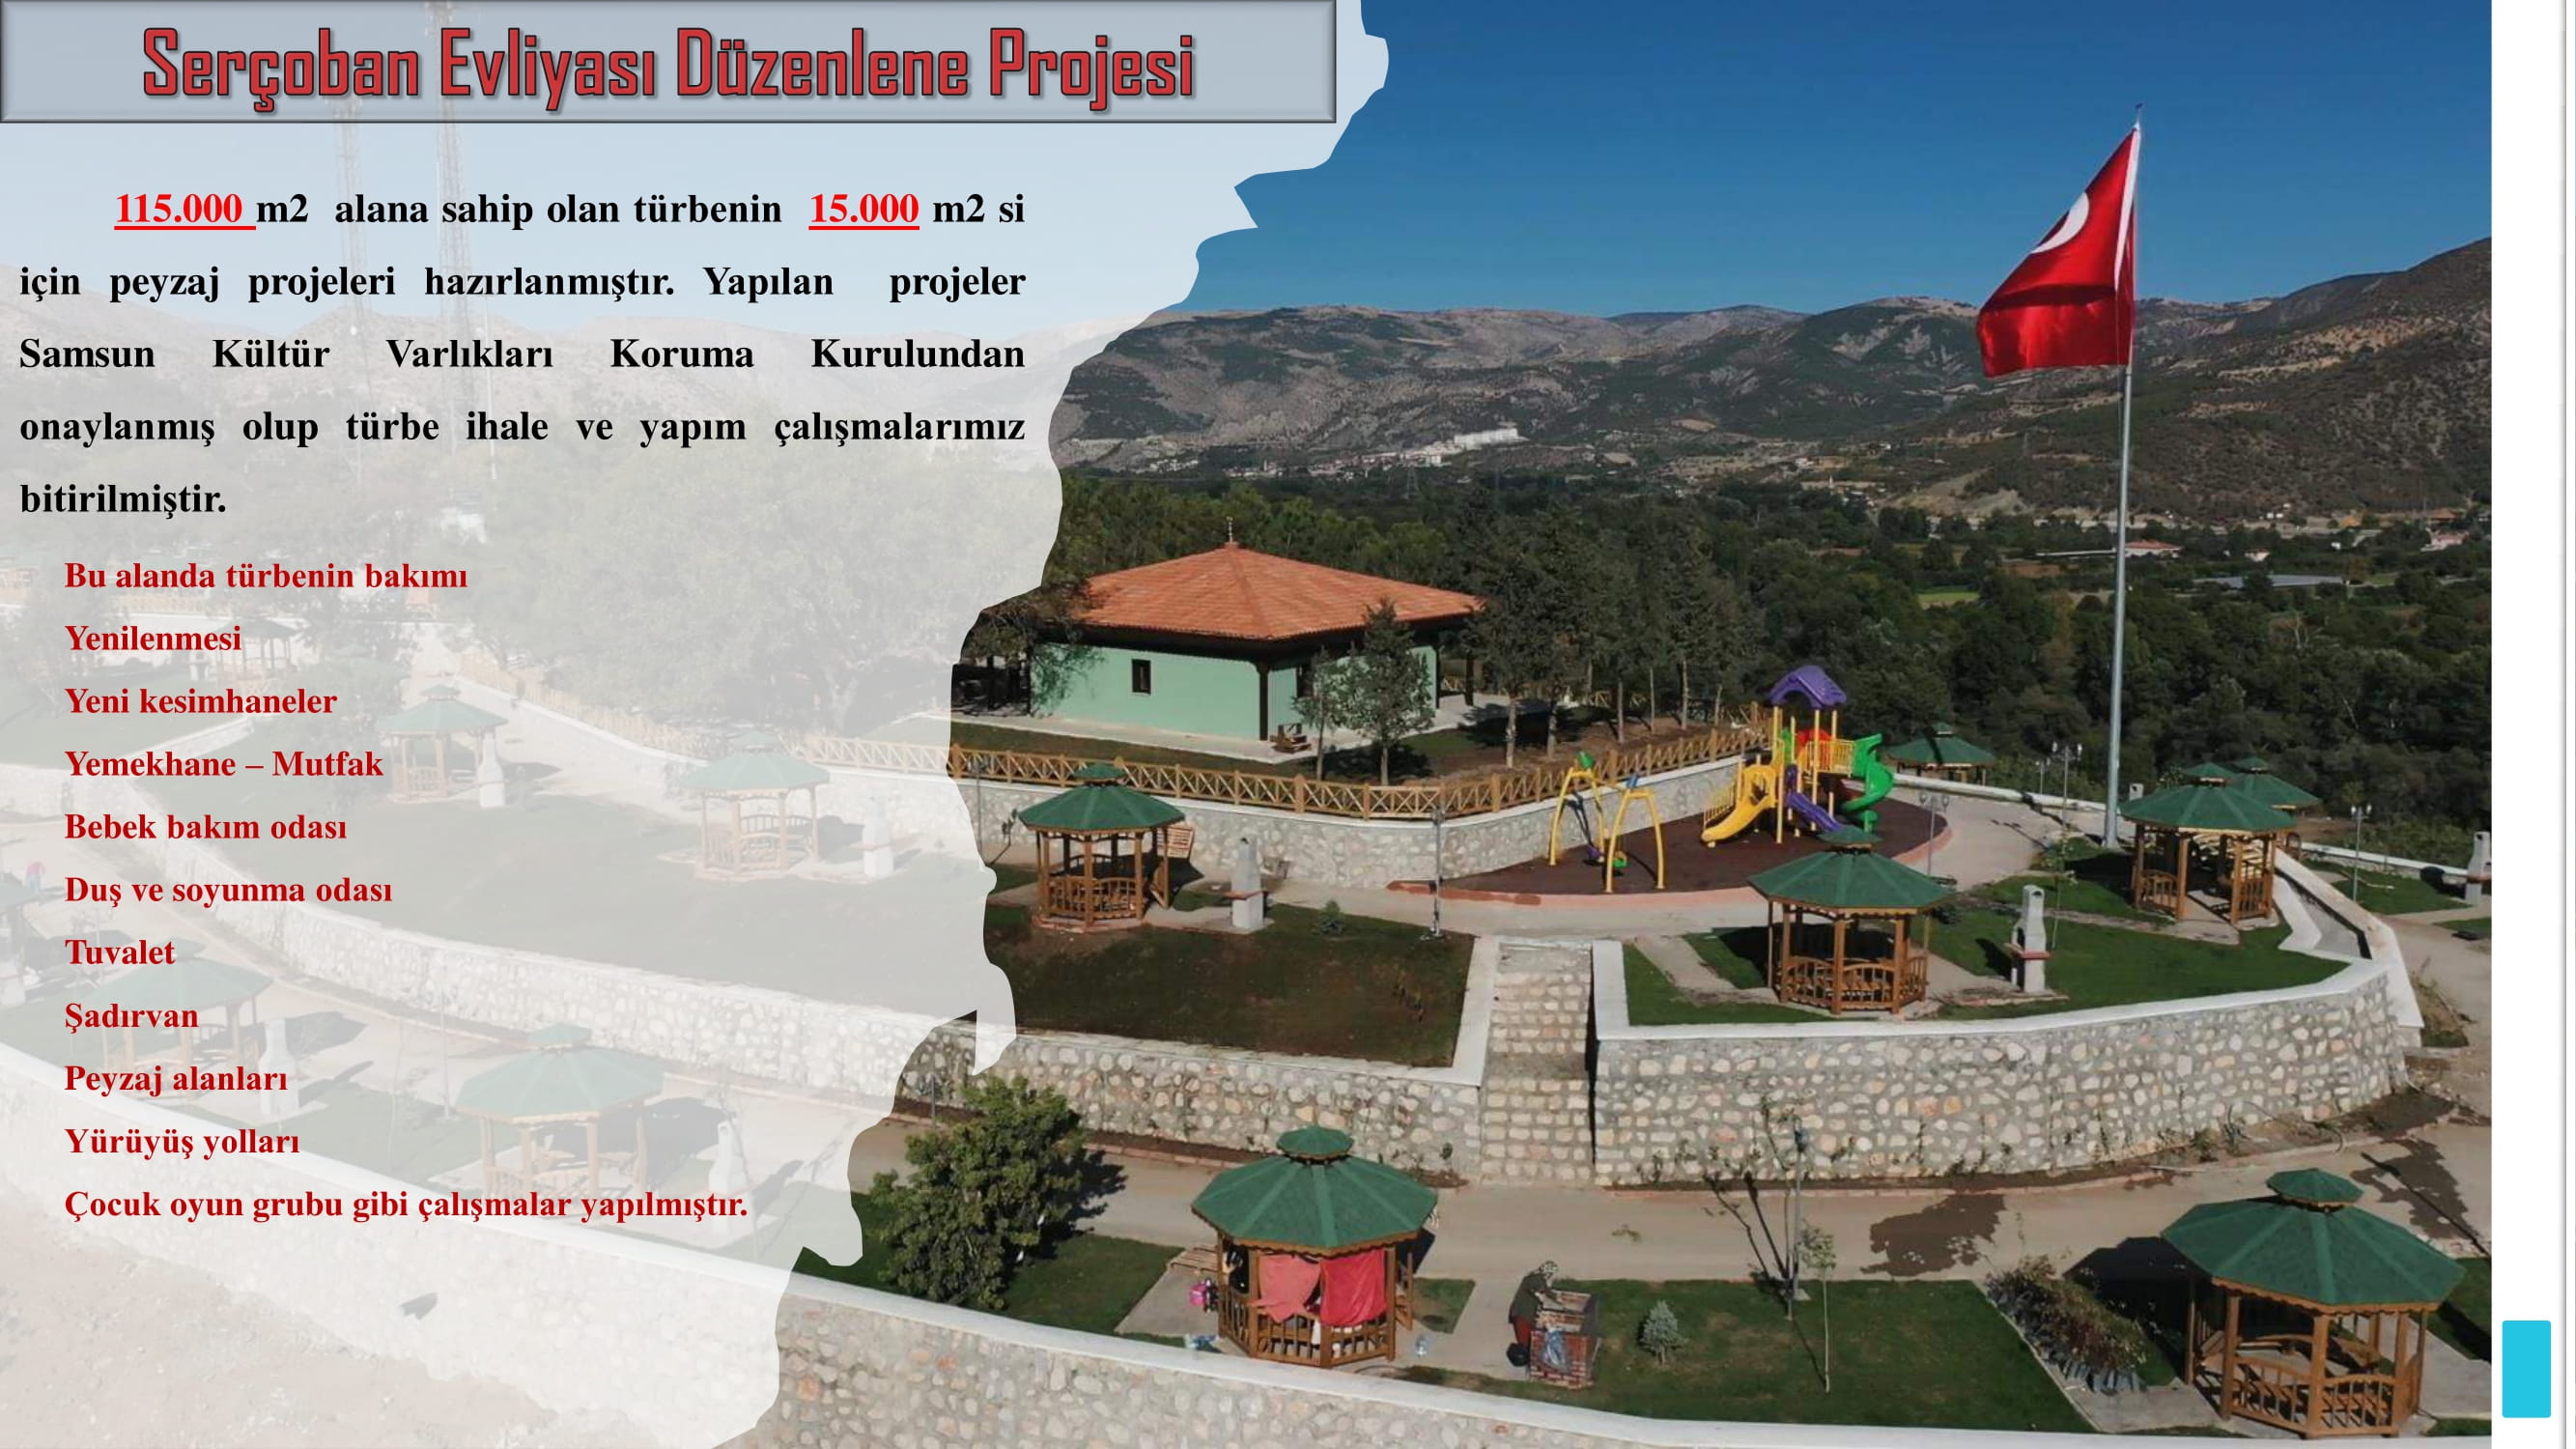 Serçoban Evliyası Düzenlene Projesi
115.000 m2 alana sahip olan türbenin 15.000 m2 si
için peyzaj projeleri hazırlanmıştır. Yapılan projeler
Samsun Kültür Varlıkları Koruma Kurulundan
onaylanmış olup türbe ihale ve yapım çalışmalarımız
bitirilmiştir.
Bu alanda türbenin bakımı
Yenilenmesi
Yeni kesimhaneler
Yemekhane – Mutfak
Bebek bakım odası
Duş ve soyunma odası
Tuvalet
Şadırvan
Peyzaj alanları
Yürüyüş yolları
Çocuk oyun grubu gibi çalışmalar yapılmıştır.